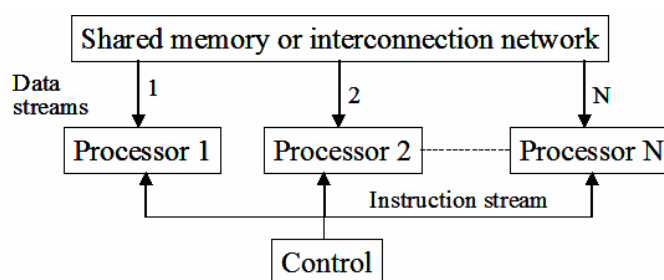 Shared memory or interconnection network
Data
streams
1
2
N
Processor 1
Processor 2
Processor N
Instruction stream
Control